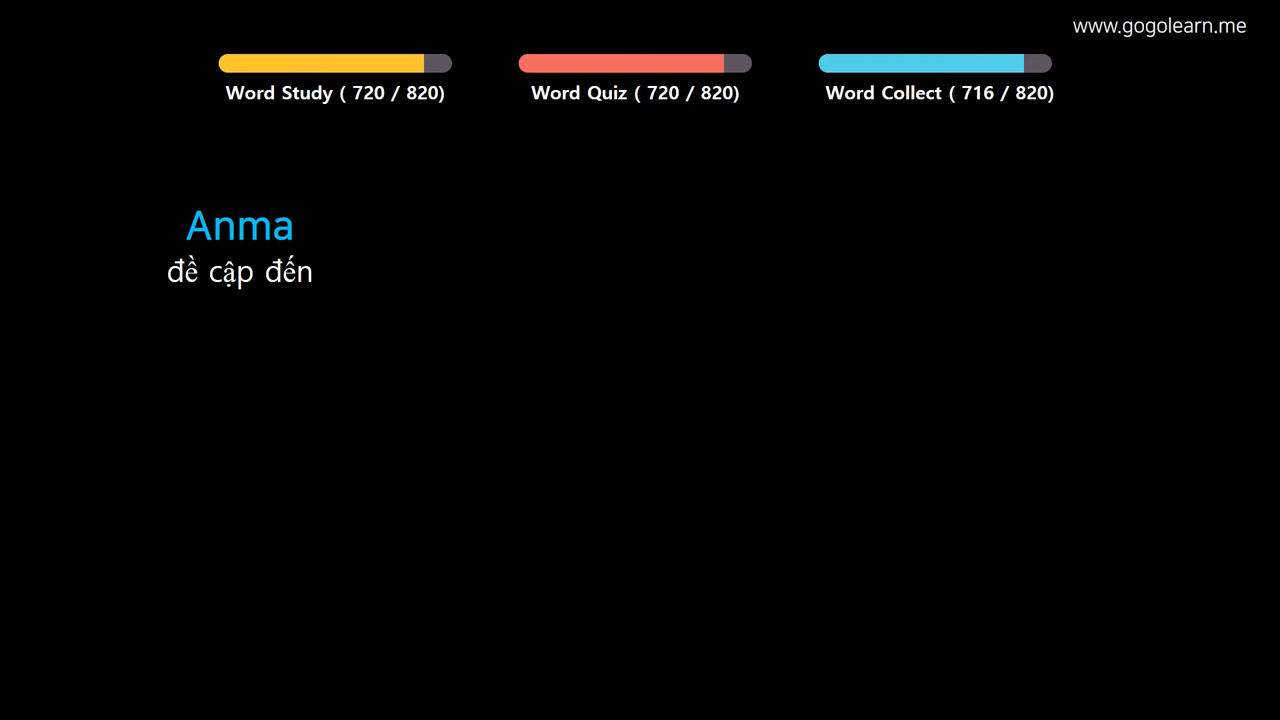 www.gogolearn.me
Word Study ( 720 / 820)
Word Quiz ( 720 / 820)
Word Collect ( 716 / 820)
Anma
đề cập đến